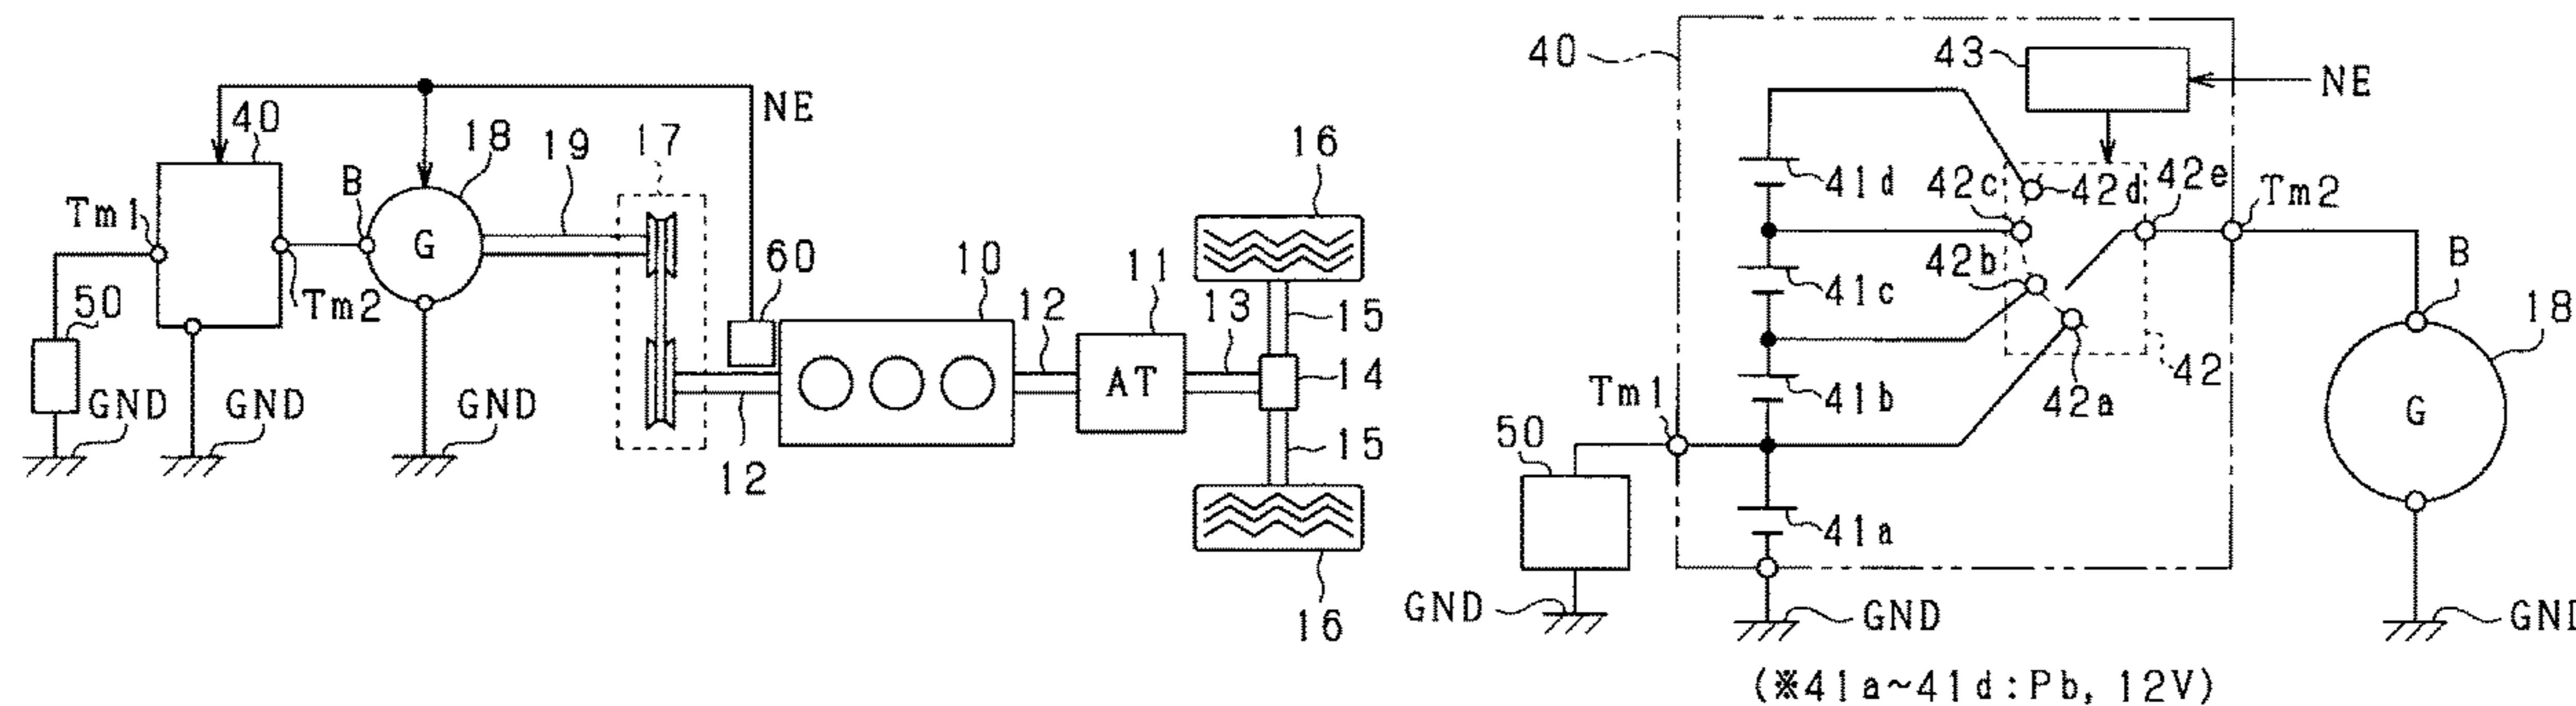 NE
40
18
19
17
B
Tm1
G
Tm2
50
GND
GND
GND
60
10
12
11
13
16
15
14
AT
12
15
16
40
43
NE
41d
42c
42d
42e
Tm2
41c
42b
B
18
42
41b
42a
Tm1
G
50
41a
GND
GND
GND
(※41a~41d:Pb, 12V)